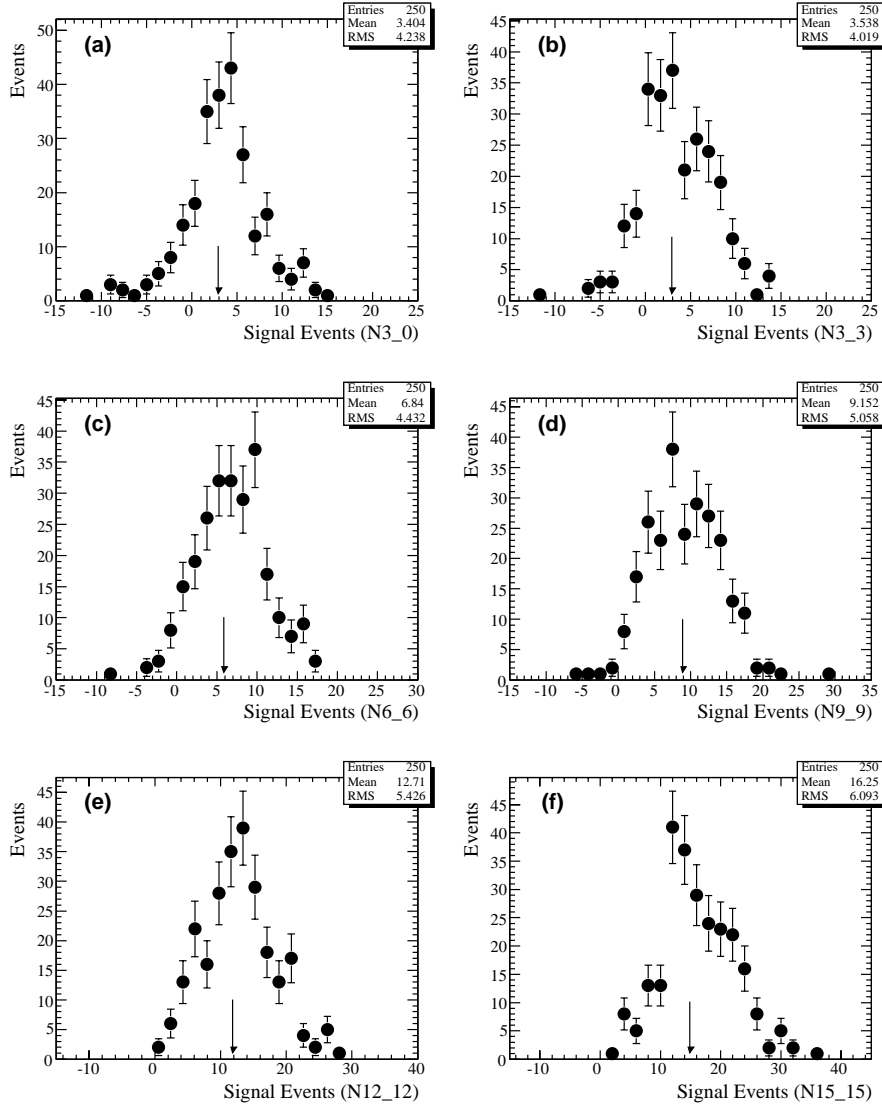 Entries 250
Mean 3.404
RMS 4.238
(a)
Events
50
40
30
20
10
0
-15 -10 -5 0 5 10 15 20 25
Signal Events (N3_0)
Entries 250
Mean 3.538
RMS 4.019
(b)
Events
45
40
35
30
25
20
15
10
5
0
-15 -10 -5 0 5 10 15 20 25
Signal Events (N3_3)
Entries 250
Mean 6.84
RMS 4.432
(c)
Events
45
40
35
30
25
20
15
10
5
0
-15 -10 -5 0 5 10 15 20 25 30
Signal Events (N6_6)
Entries 250
Mean 9.152
RMS 5.058
(d)
Events
45
40
35
30
25
20
15
10
5
0
-15 -10 -5 0 5 10 15 20 25 30 35
Signal Events (N9_9)
Entries 250
Mean 12.71
RMS 5.426
(e)
Events
45
40
35
30
25
20
15
10
5
0
-10 0 10 20 30 40
Signal Events (N12_12)
Entries 250
Mean 16.25
RMS 6.093
(f)
Events
45
40
35
30
25
20
15
10
5
0
-10 0 10 20 30 40
Signal Events (N15_15)